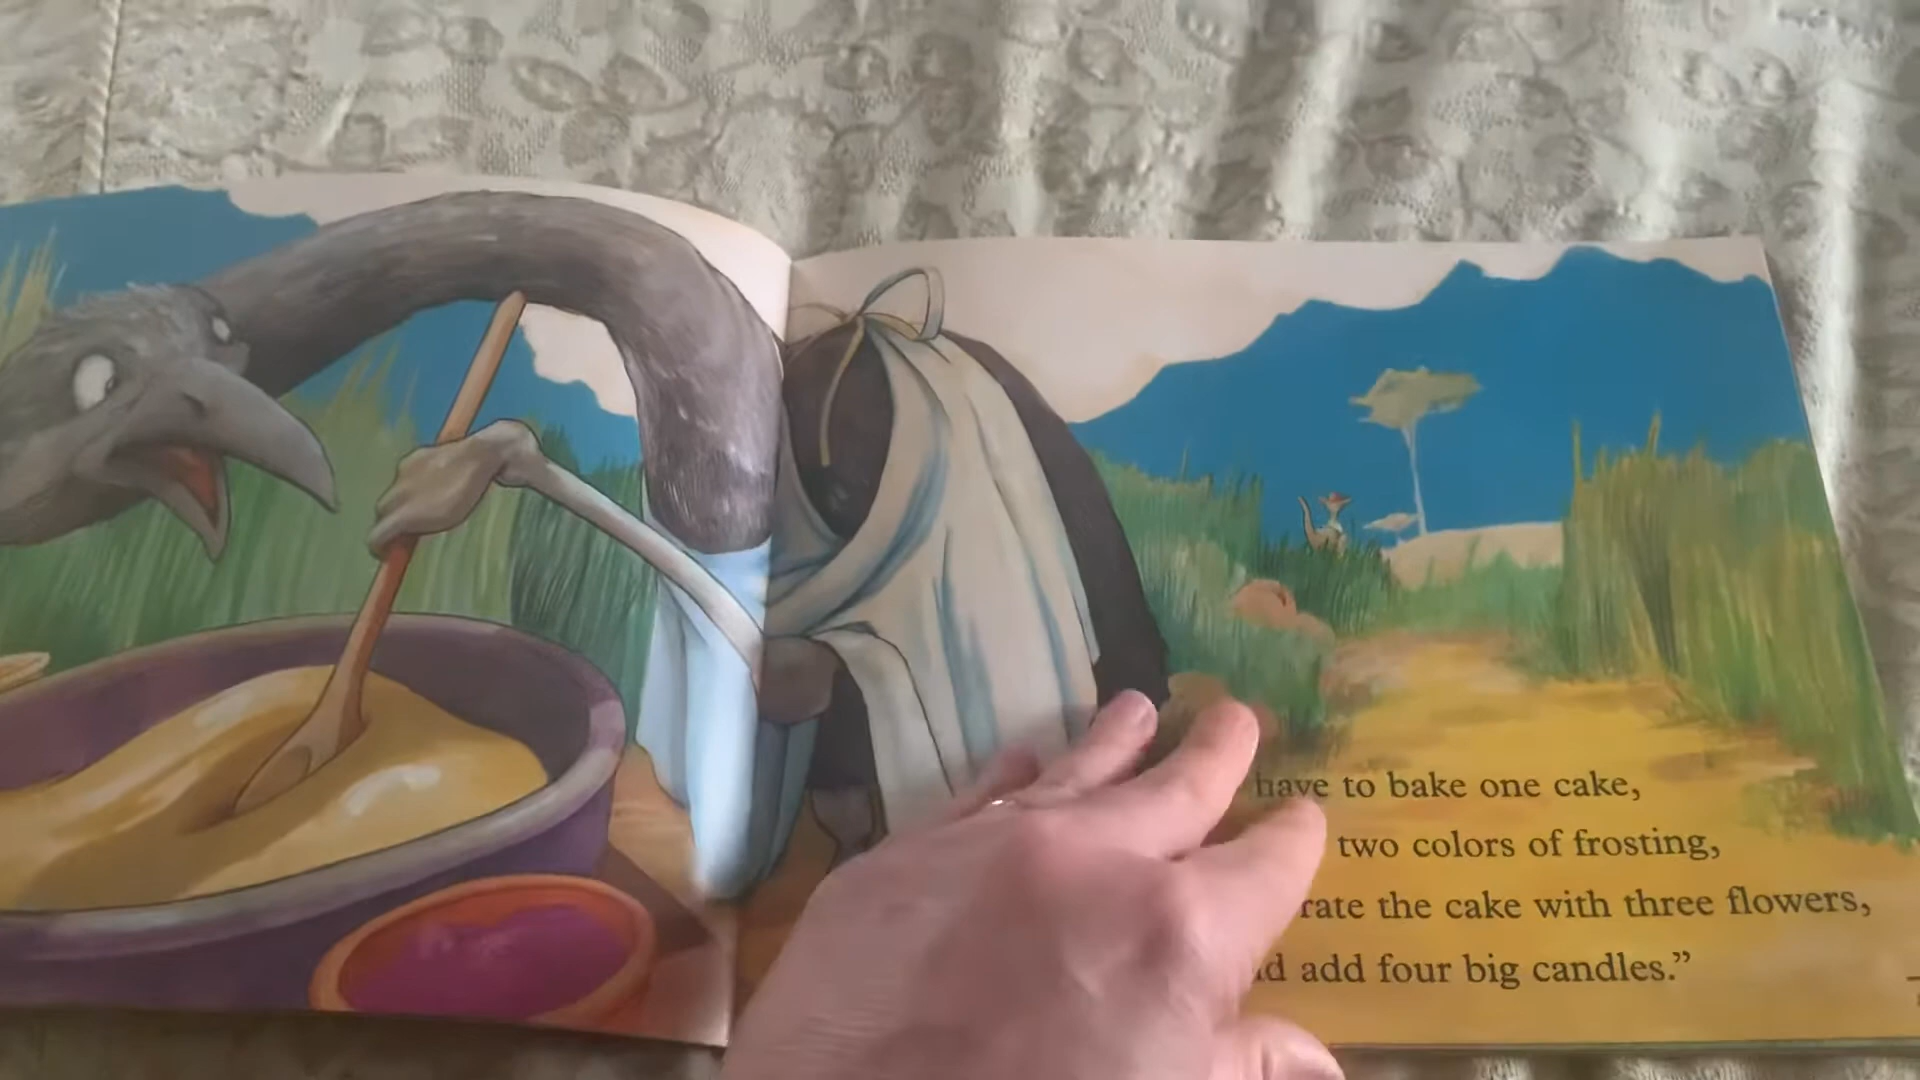 have to bake one cake,
two colors of frosting,
rate the cake with three flowers,
add four big candles.”